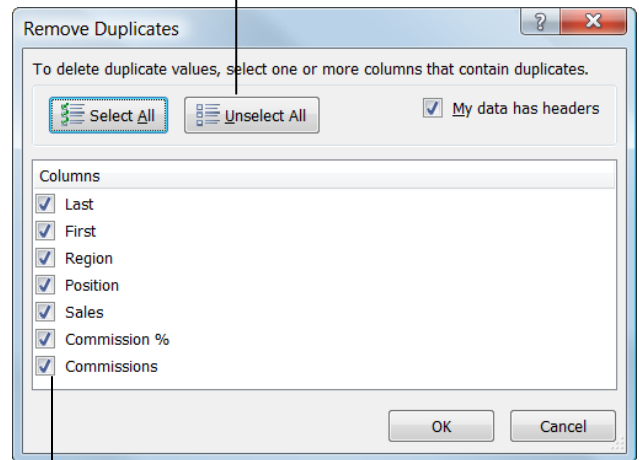 Remove Duplicates
To delete duplicate values, select one or more columns that contain duplicates.
Select All Unselect All My data has headers
Columns
Last
First
Region
Position
Sales
Commission %
Commissions
OK Cancel